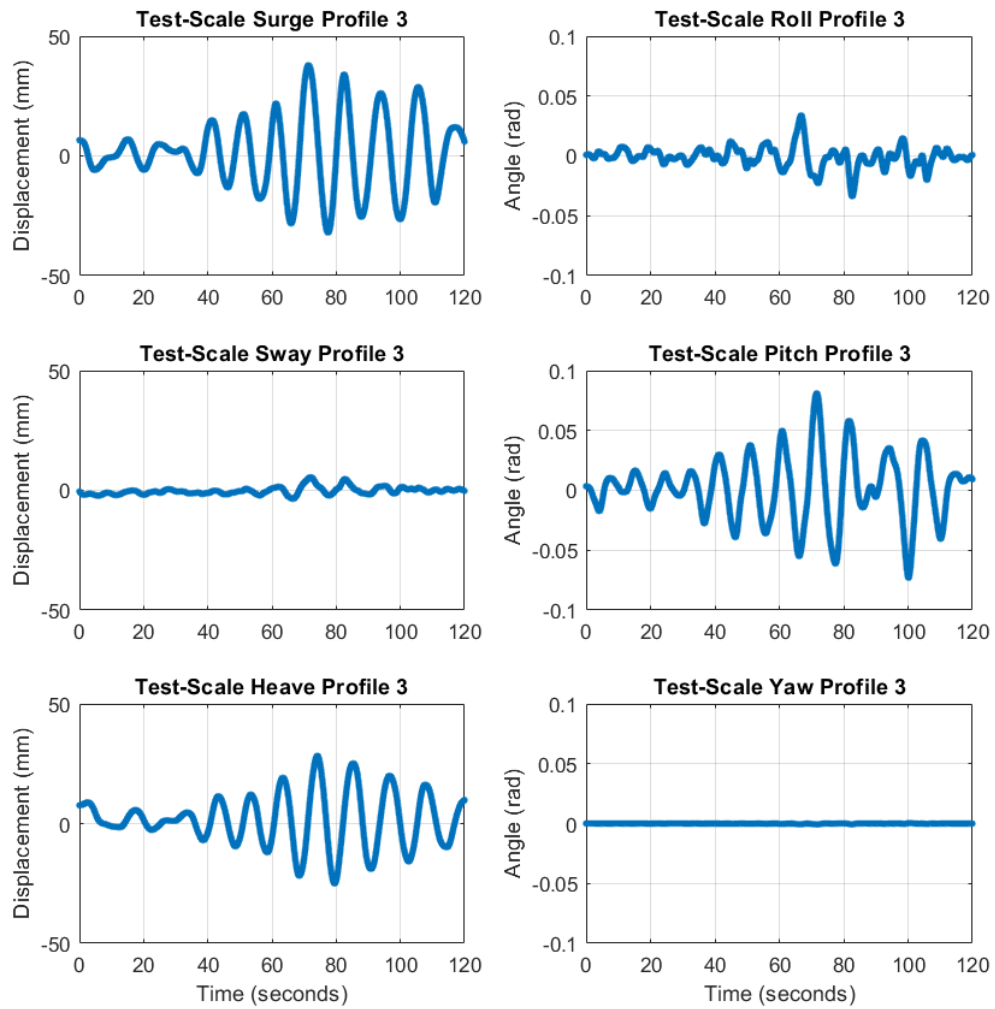 Test-Scale Surge Profile 3
50
0
-50
Displacement (mm)
0 20 40 60 80 100 120
Test-Scale Roll Profile 3
0.1
0.05
0
-0.05
-0.1
Angle (rad)
0 20 40 60 80 100 120
Test-Scale Sway Profile 3
50
0
-50
Displacement (mm)
0 20 40 60 80 100 120
Test-Scale Pitch Profile 3
0.1
0.05
0
-0.05
-0.1
Angle (rad)
0 20 40 60 80 100 120
Test-Scale Heave Profile 3
50
0
-50
Displacement (mm)
0 20 40 60 80 100 120
Time (seconds)
Test-Scale Yaw Profile 3
0.1
0.05
0
-0.05
-0.1
Angle (rad)
0 20 40 60 80 100 120
Time (seconds)